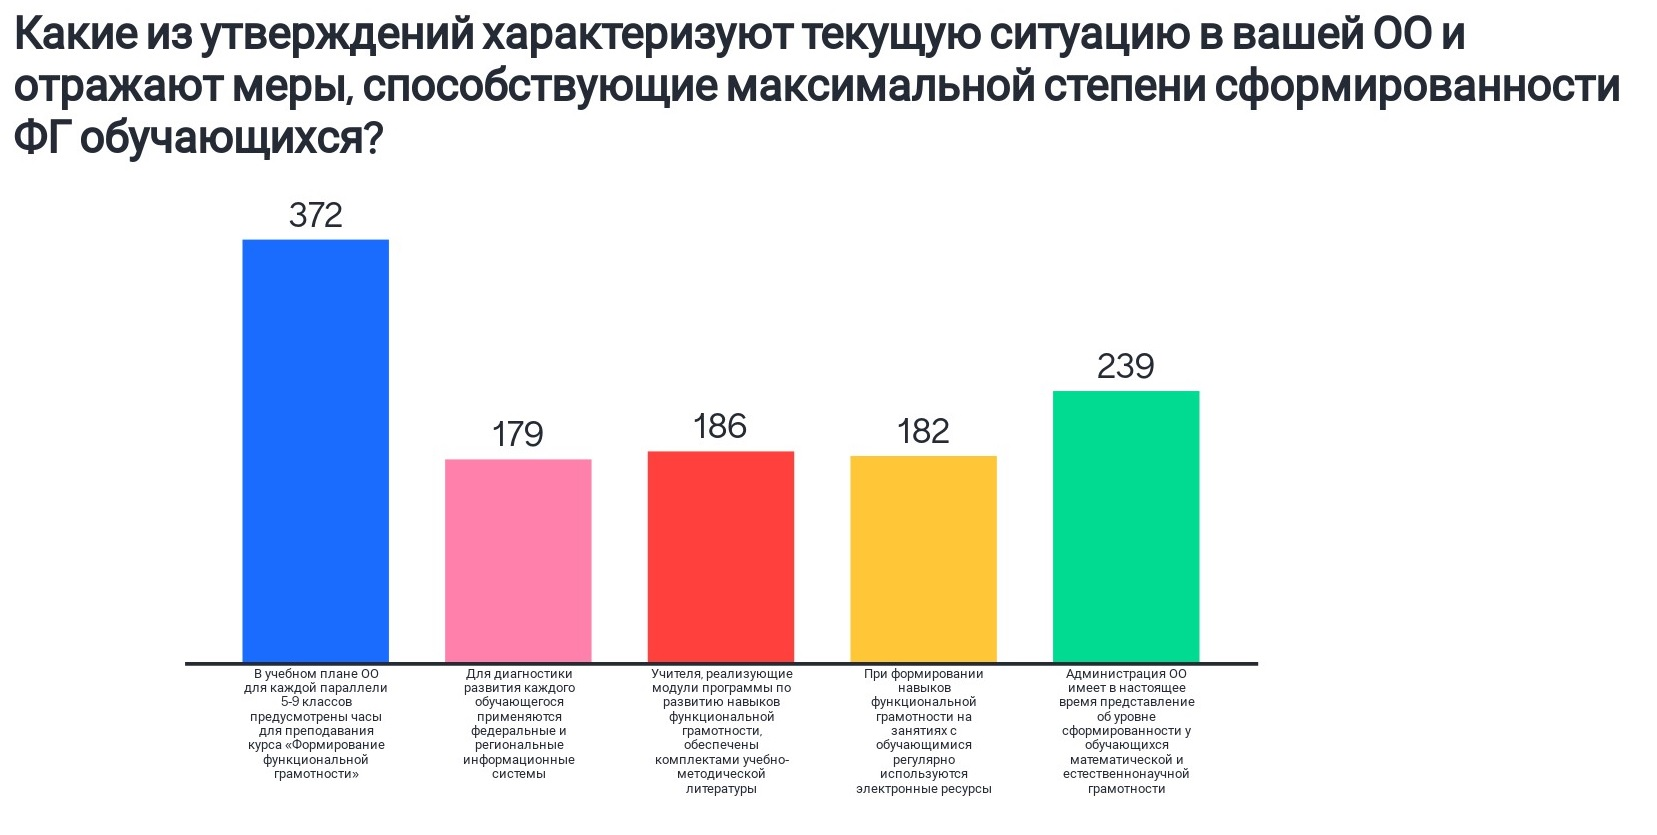 Какие из утверждений характеризуют текущую ситуацию в вашей ОО и
отражают меры, способствующие максимальной степени сформированности
ФГ обучающихся?
372
179
186
182
239
В учебном плане ОО
для каждой параллели
5-9 классов
предусмотрены часы
для преподавания
курса «Формирование
функциональной
грамотности»
Для диагностики
развития каждого
обучающегося
применяются
федеральные и
региональные
информационные
системы
Учителя, реализующие
модули программы по
развитию навыков
функциональной
грамотности,
обеспечены
комплектами учебно-
методической
литературы
При формировании
навыков
функциональной
грамотности на
занятиях с
обучающимися
регулярно
используются
электронные ресурсы
Администрация ОО
имеет в настоящее
время представление
об уровне
сформированности у
обучающихся
математической и
естественнонаучной
грамотности